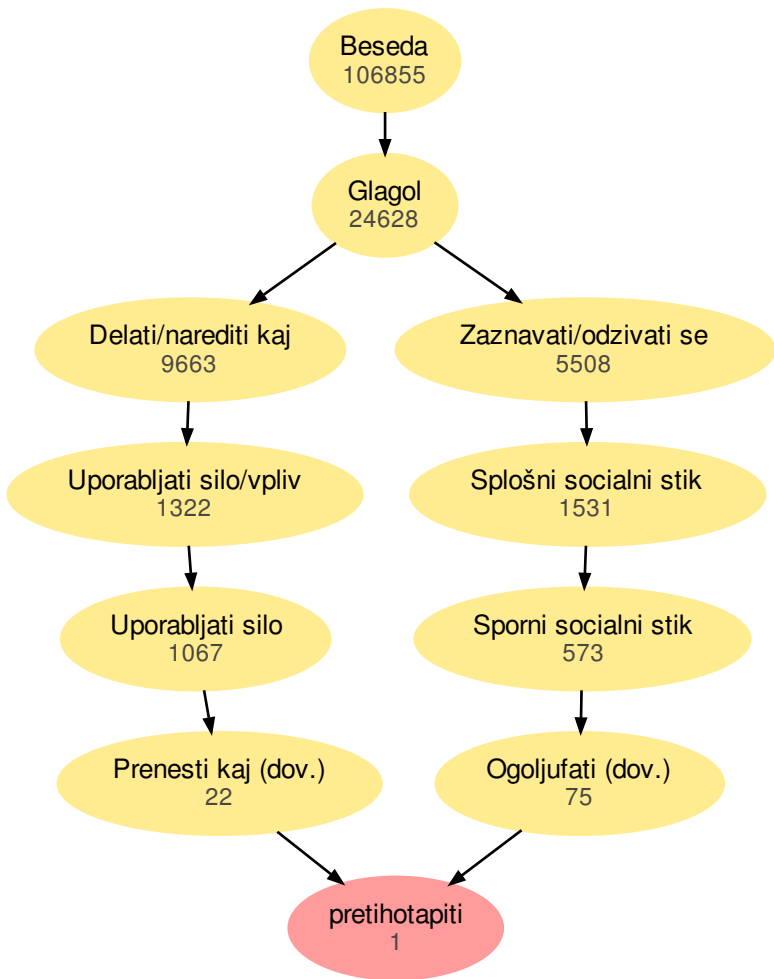 Beseda
106855
Glagol
24628
Delati/narediti kaj
9663
Zaznavati/odzivati se
5508
Uporabljati silo/vpliv
1322
Splošni socialni stik
1531
Uporabljati silo
1067
Sporni socialni stik
573
Prenesti kaj (dov.)
22
Ogoljufati (dov.)
75
pretihotapiti
1